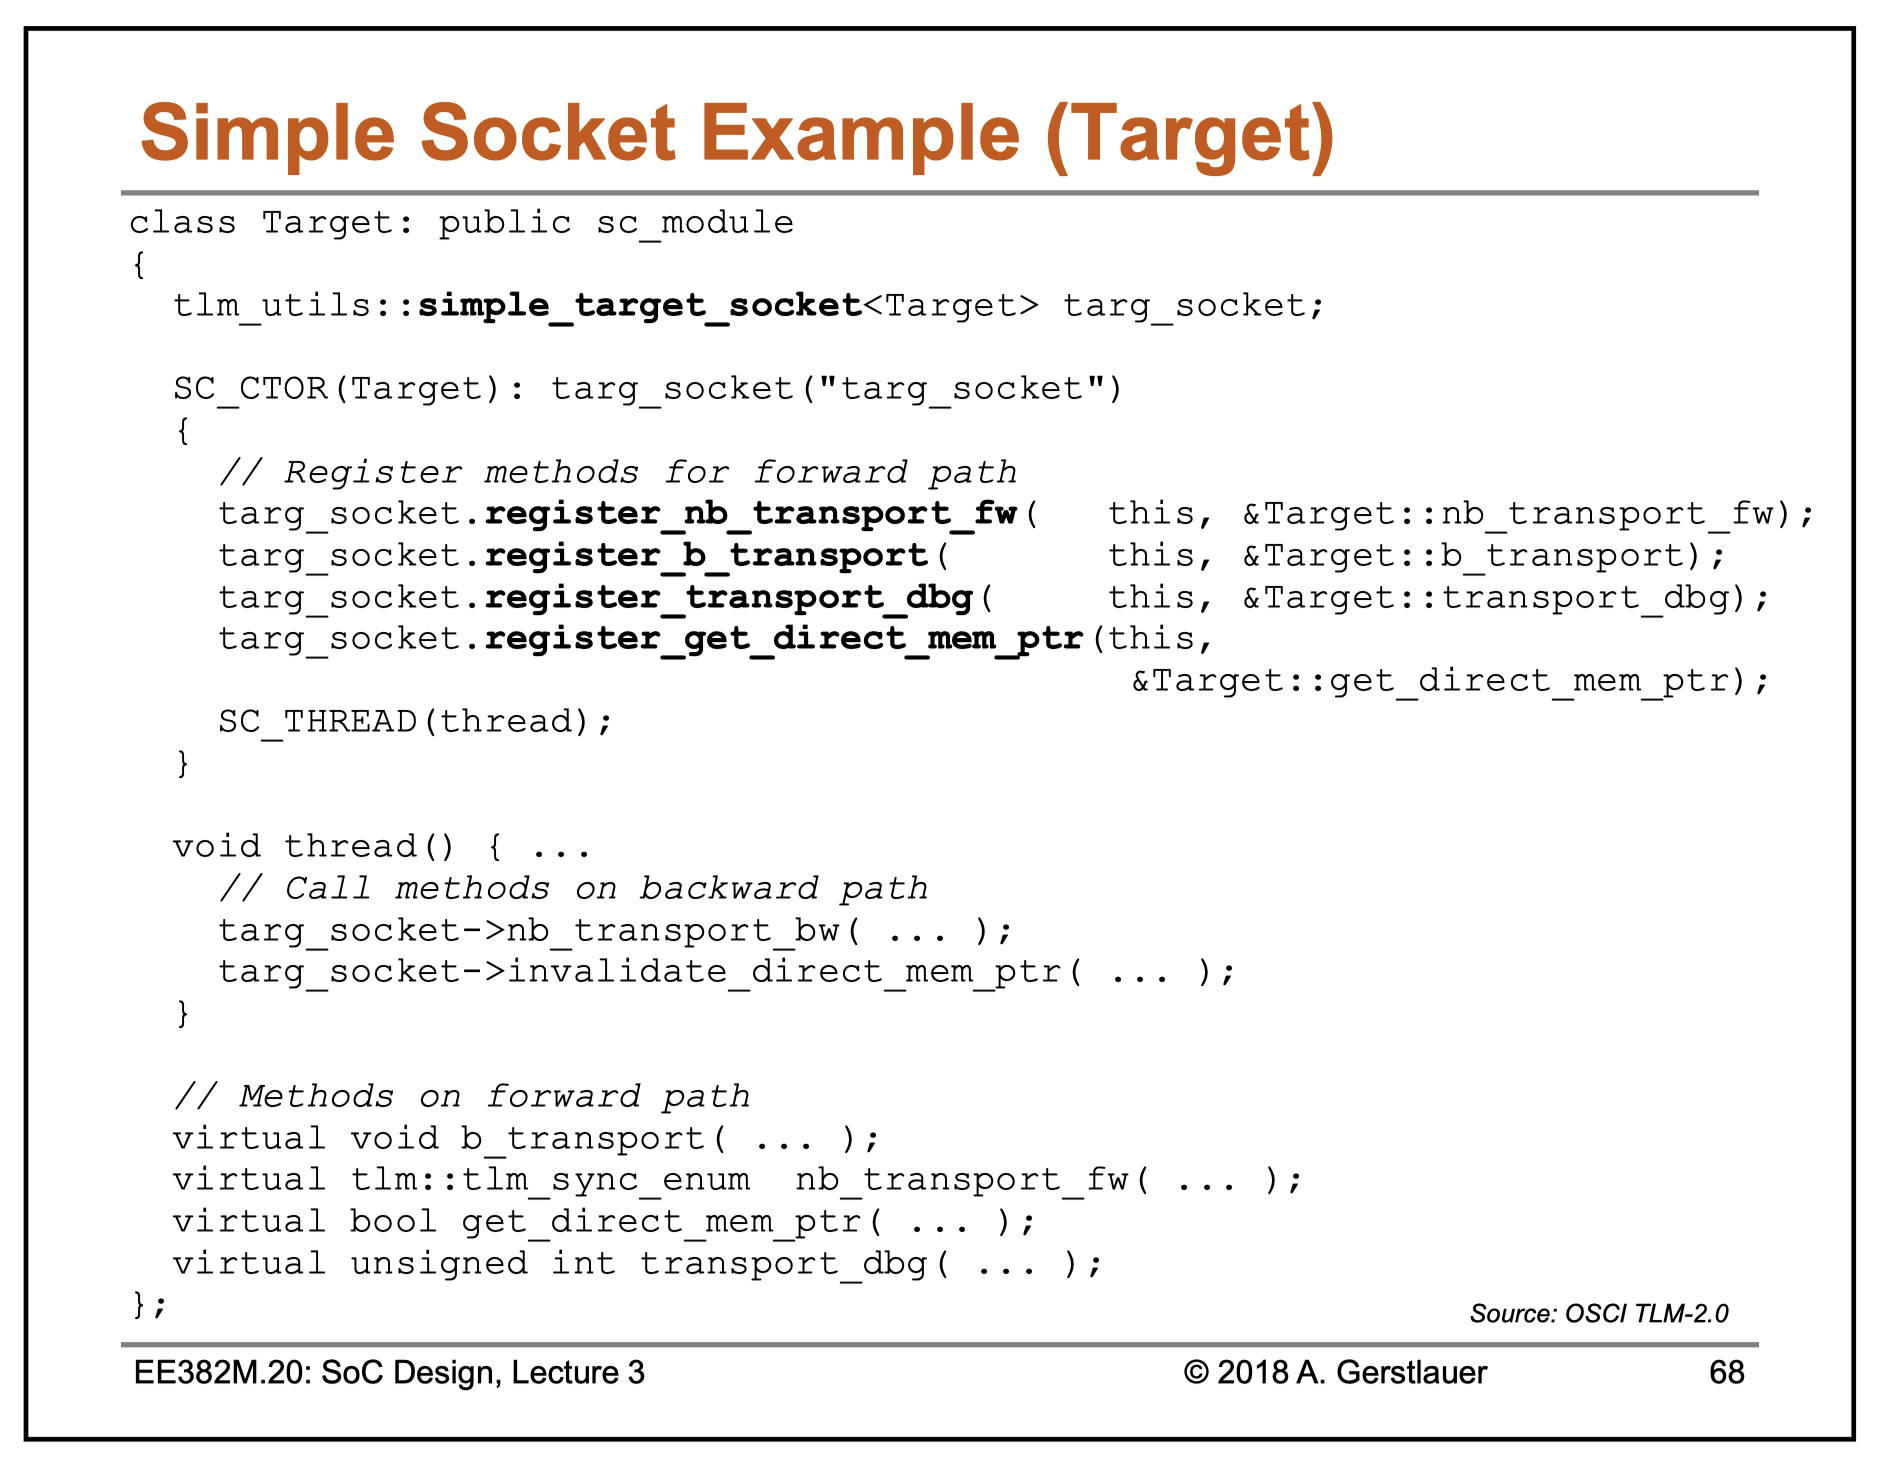 Simple Socket Example (Target)
class Target: public sc_module
{
  tlm_utils::simple_target_socket<Target> targ_socket;
  SC_CTOR(Target): targ_socket("targ_socket")
  {
    // Register methods for forward path
    targ_socket.register_nb_transport_fw(   this, &Target::nb_transport_fw);
    targ_socket.register_b_transport(       this, &Target::b_transport);
    targ_socket.register_transport_dbg(     this, &Target::transport_dbg);
    targ_socket.register_get_direct_mem_ptr(this,
                                             &Target::get_direct_mem_ptr);
    SC_THREAD(thread);
  }
  void thread() { ...
    // Call methods on backward path
    targ_socket->nb_transport_bw( ... );
    targ_socket->invalidate_direct_mem_ptr( ... );
  }
  // Methods on forward path
  virtual void b_transport( ... );
  virtual tlm::tlm_sync_enum  nb_transport_fw( ... );
  virtual bool get_direct_mem_ptr( ... );
  virtual unsigned int transport_dbg( ... );
};
Source: OSCI TLM-2.0
EE382M.20: SoC Design, Lecture 3
© 2018 A. Gerstlauer
68